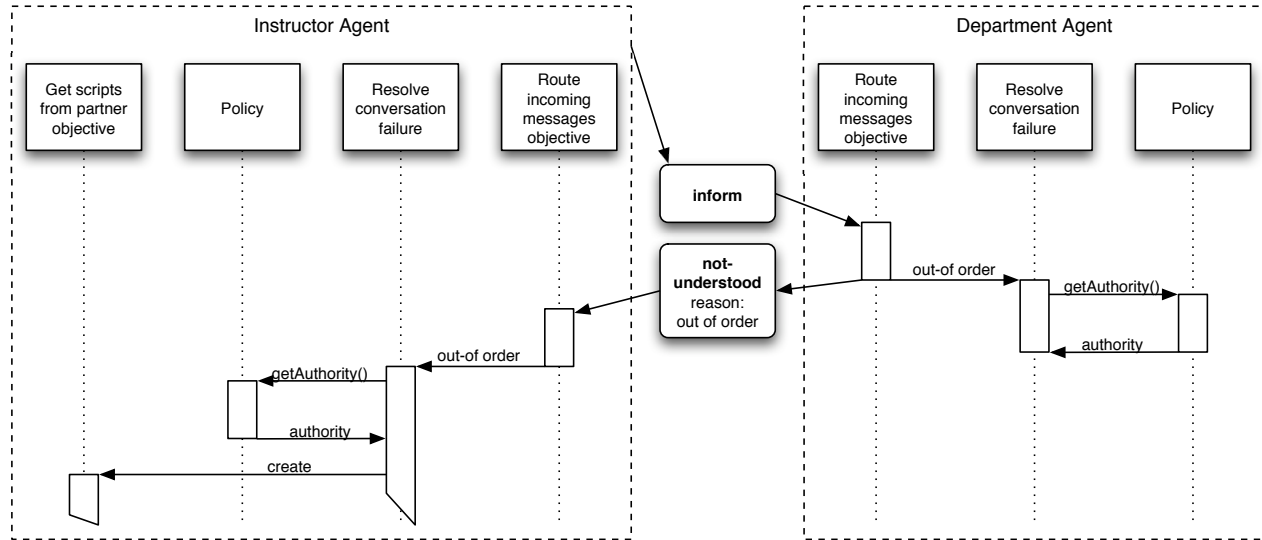 Instructor Agent
Department Agent
Get scripts
from partner
objective
Policy
Resolve
conversation
failure
Route
incoming
messages
objective
Route
incoming
messages
objective
Resolve
conversation
failure
Policy
inform
not-
understood
reason:
out of order
out-of order
getAuthority()
authority
out-of order
getAuthority()
authority
create